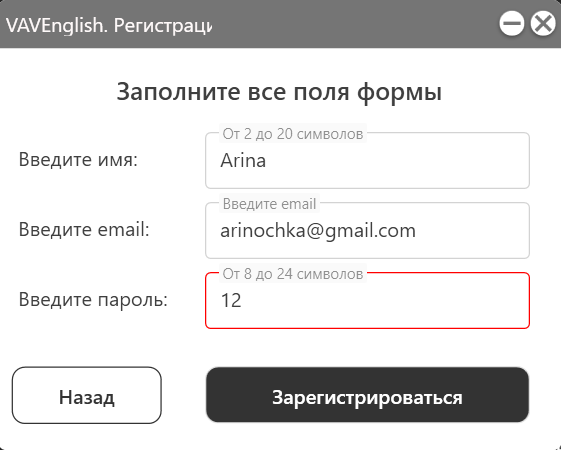 VAVEnglish. Регистраци
Заполните все поля формы
От 2 до 20 символов
Введите имя: Arina
Введите email
Введите email: arinochka@gmail.com
От 8 до 24 символов
Введите пароль: 12
Назад Зарегистрироваться